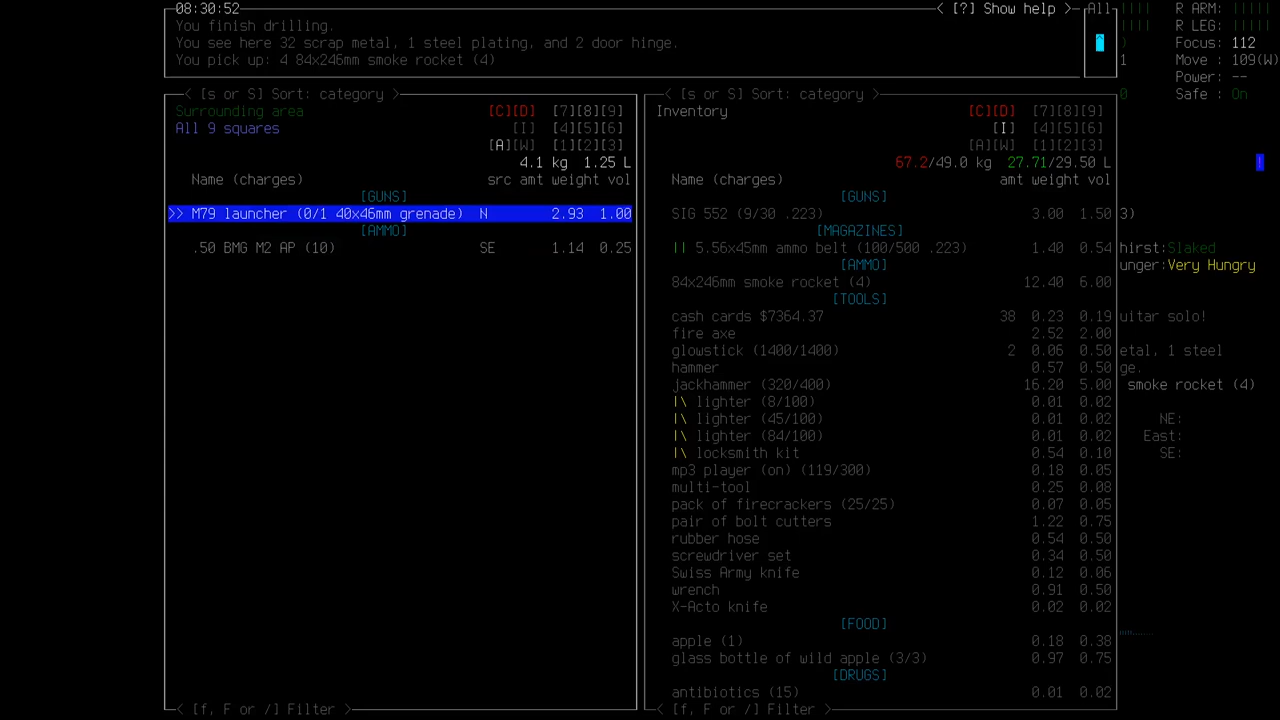 08:30:52 < [?] Show help > All R ARM:
You finish drilling. R LEG:
You see here 32 scrap metal, 1 steel plating, and 2 door hinge. ) Focus: 112
You pick up: 4 84x246mm smoke rocket (4) 1 Move : 109(W)
Power: --
< [s or S] Sort: category > < [s or S] Sort: category > 0 Safe : On
Surrounding area [C][D] [7][8][9] Inventory [C][D] [7][8][9]
All 9 squares [I] [4][5][6] [I] [4][5][6]
[A][W] [1][2][3] [A][W] [1][2][3]
4.1 kg 1.25 L 67.2/49.0 kg 27.71/29.50 L !
Name (charges) src amt weight vol Name (charges) amt weight vol
[GUNS] [GUNS]
>> M79 launcher (0/1 40x46mm grenade) N 2.93 1.00 SIG 552 (9/30 .223) 3.00 1.50 3)
[AMMO] [MAGAZINES]
.50 BMG M2 AP (10) SE 1.14 0.25 || 5.56x45mm ammo belt (100/500 .223) 1.40 0.54 hirst:Slaked
[AMMO] unger:Very Hungry
84x246mm smoke rocket (4) 12.40 6.00
[TOOLS]
cash cards $7364.37 38 0.23 0.19 uitar solo!
fire axe 2.52 2.00
glowstick (1400/1400) 2 0.06 0.50 etal, 1 steel
hammer 0.57 0.50 ge.
jackhammer (320/400) 16.20 5.00 smoke rocket (4)
|\ lighter (8/100) 0.01 0.02
|\ lighter (45/100) 0.01 0.02 NE:
|\ lighter (84/100) 0.01 0.02 East:
|\ locksmith kit 0.54 0.10 SE:
mp3 player (on) (119/300) 0.18 0.05
multi-tool 0.25 0.08
pack of firecrackers (25/25) 0.07 0.05
pair of bolt cutters 1.22 0.75
rubber hose 0.54 0.50
screwdriver set 0.34 0.50
Swiss Army knife 0.12 0.06
wrench 0.91 0.50
X-Acto knife 0.02 0.02
[FOOD]
apple (1) 0.18 0.38
glass bottle of wild apple (3/3) 0.97 0.75
[DRUGS]
antibiotics (15) 0.01 0.02
< [f, F or /] Filter > < [f, F or /] Filter >